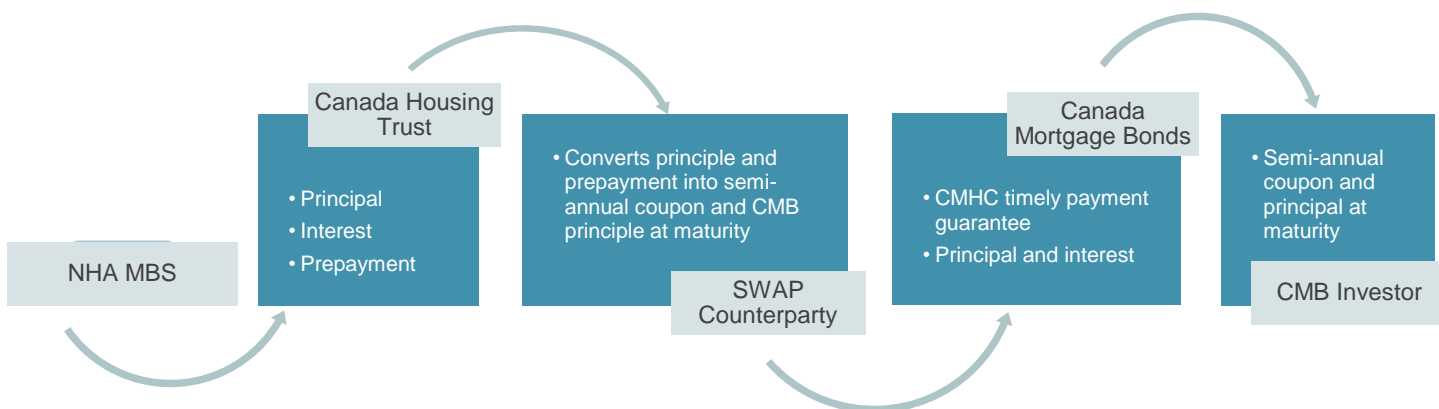 NHA MBS
Canada Housing
Trust
• Principal
• Interest
• Prepayment
• Converts principle and
prepayment into semi-
annual coupon and CMB
principle at maturity
SWAP
Counterparty
Canada
Mortgage Bonds
• CMHC timely payment
guarantee
• Principal and interest
• Semi-annual
coupon and
principal at
maturity
CMB Investor